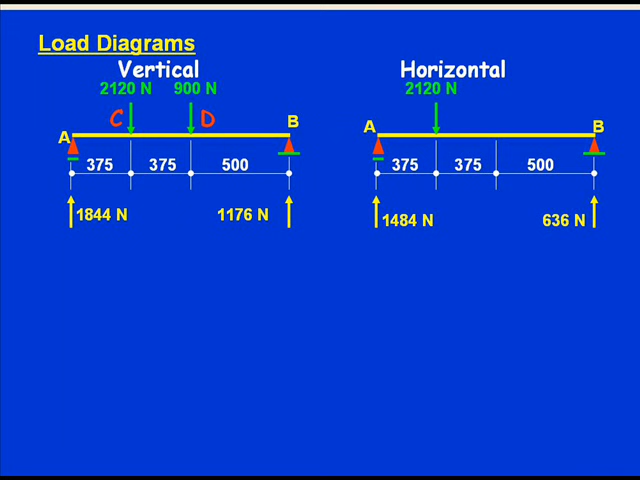 Load Diagrams
Vertical
2120 N 900 N
C D
A B
375 375 500
1844 N 1176 N
Horizontal
2120 N
A B
375 375 500
1484 N 636 N